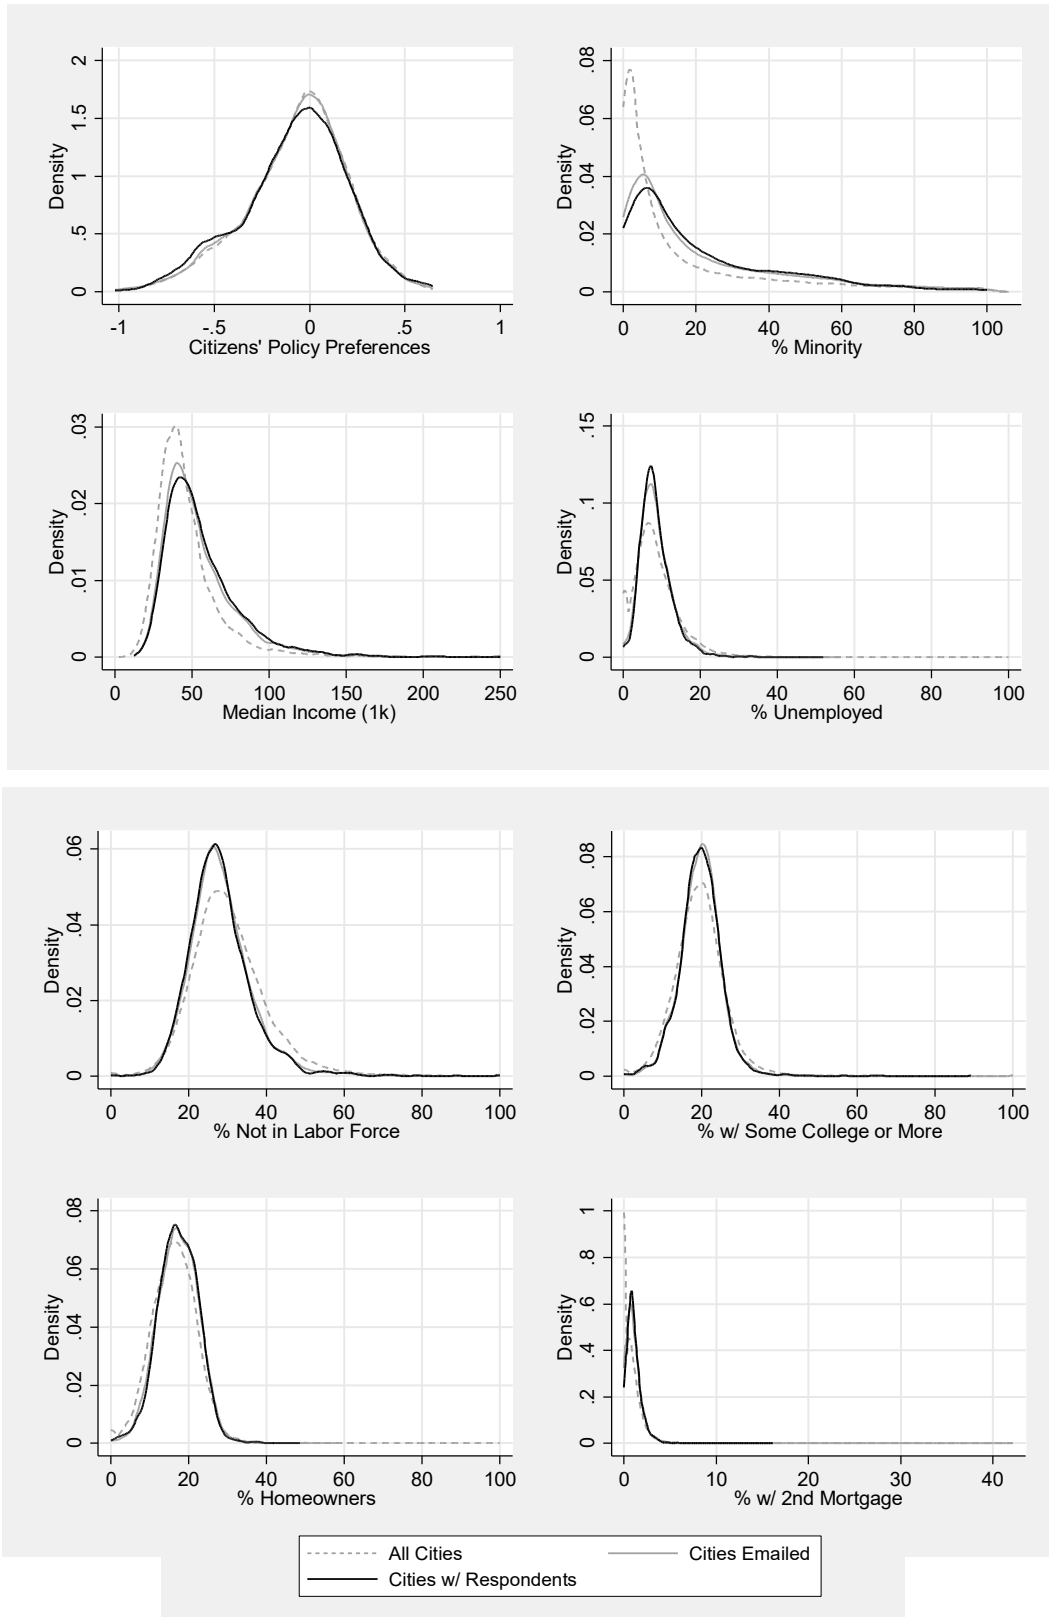 Density
2
1.5
1
.5
0
-1 -.5 0 .5 1
Citizens' Policy Preferences
Density
.08
.06
.04
.02
0
0 20 40 60 80 100
% Minority
Density
.03
.02
.01
0
0 50 100 150 200 250
Median Income (1k)
Density
.15
.1
.05
0
0 20 40 60 80 100
% Unemployed
Density
.06
.04
.02
0
0 20 40 60 80 100
% Not in Labor Force
Density
.08
.06
.04
.02
0
0 20 40 60 80 100
% w/ Some College or More
Density
.08
.06
.04
.02
0
0 20 40 60 80 100
% Homeowners
Density
1
.8
.6
.4
.2
0
0 10 20 30 40
% w/ 2nd Mortgage
All Cities Cities Emailed
Cities w/ Respondents